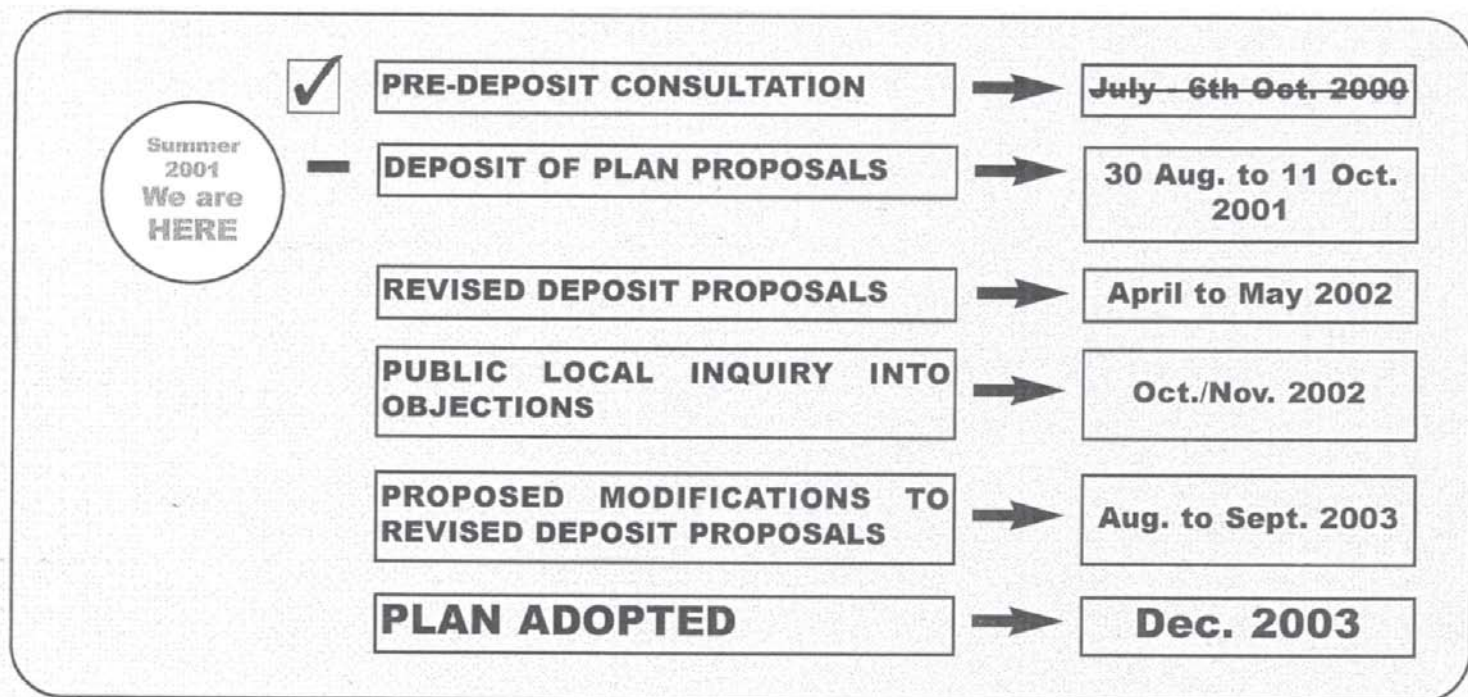 PRE-DEPOSIT CONSULTATION
July - 6th Oct. 2000
Summer
2001
We are
HERE
DEPOSIT OF PLAN PROPOSALS
30 Aug. to 11 Oct.
2001
REVISED DEPOSIT PROPOSALS
April to May 2002
PUBLIC LOCAL INQUIRY INTO
OBJECTIONS
Oct./Nov. 2002
PROPOSED MODIFICATIONS TO
REVISED DEPOSIT PROPOSALS
Aug. to Sept. 2003
PLAN ADOPTED
Dec. 2003